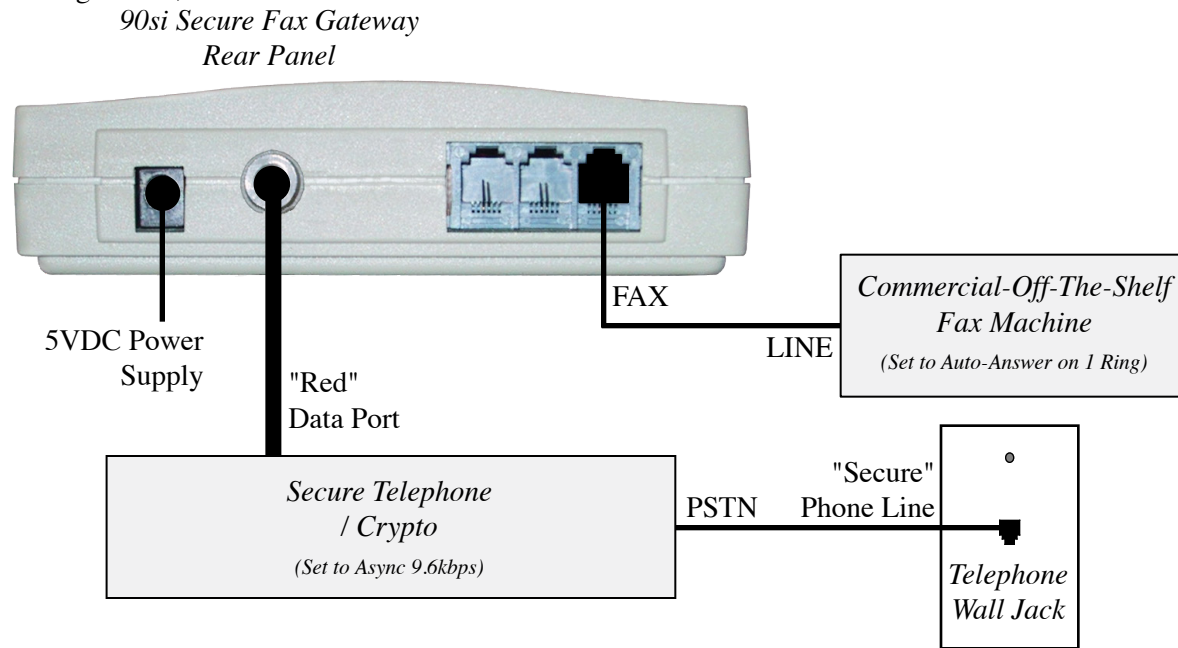 90si Secure Fax Gateway
Rear Panel
5VDC Power
Supply
"Red"
Data Port
FAX
LINE
Commercial-Off-The-Shelf
Fax Machine
(Set to Auto-Answer on 1 Ring)
Secure Telephone
/ Crypto
(Set to Async 9.6kbps)
PSTN
"Secure"
Phone Line
Telephone
Wall Jack